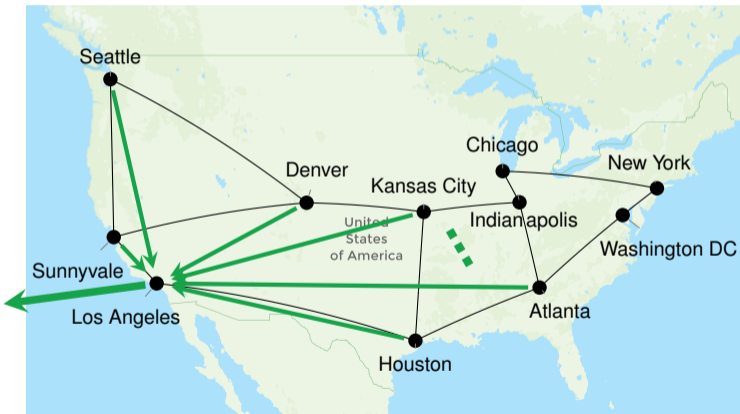 Seattle
Chicago
New York
Denver
Kansas City
United
States
of America
Indianapolis
Washington DC
Sunnyvale
Los Angeles
Atlanta
Houston